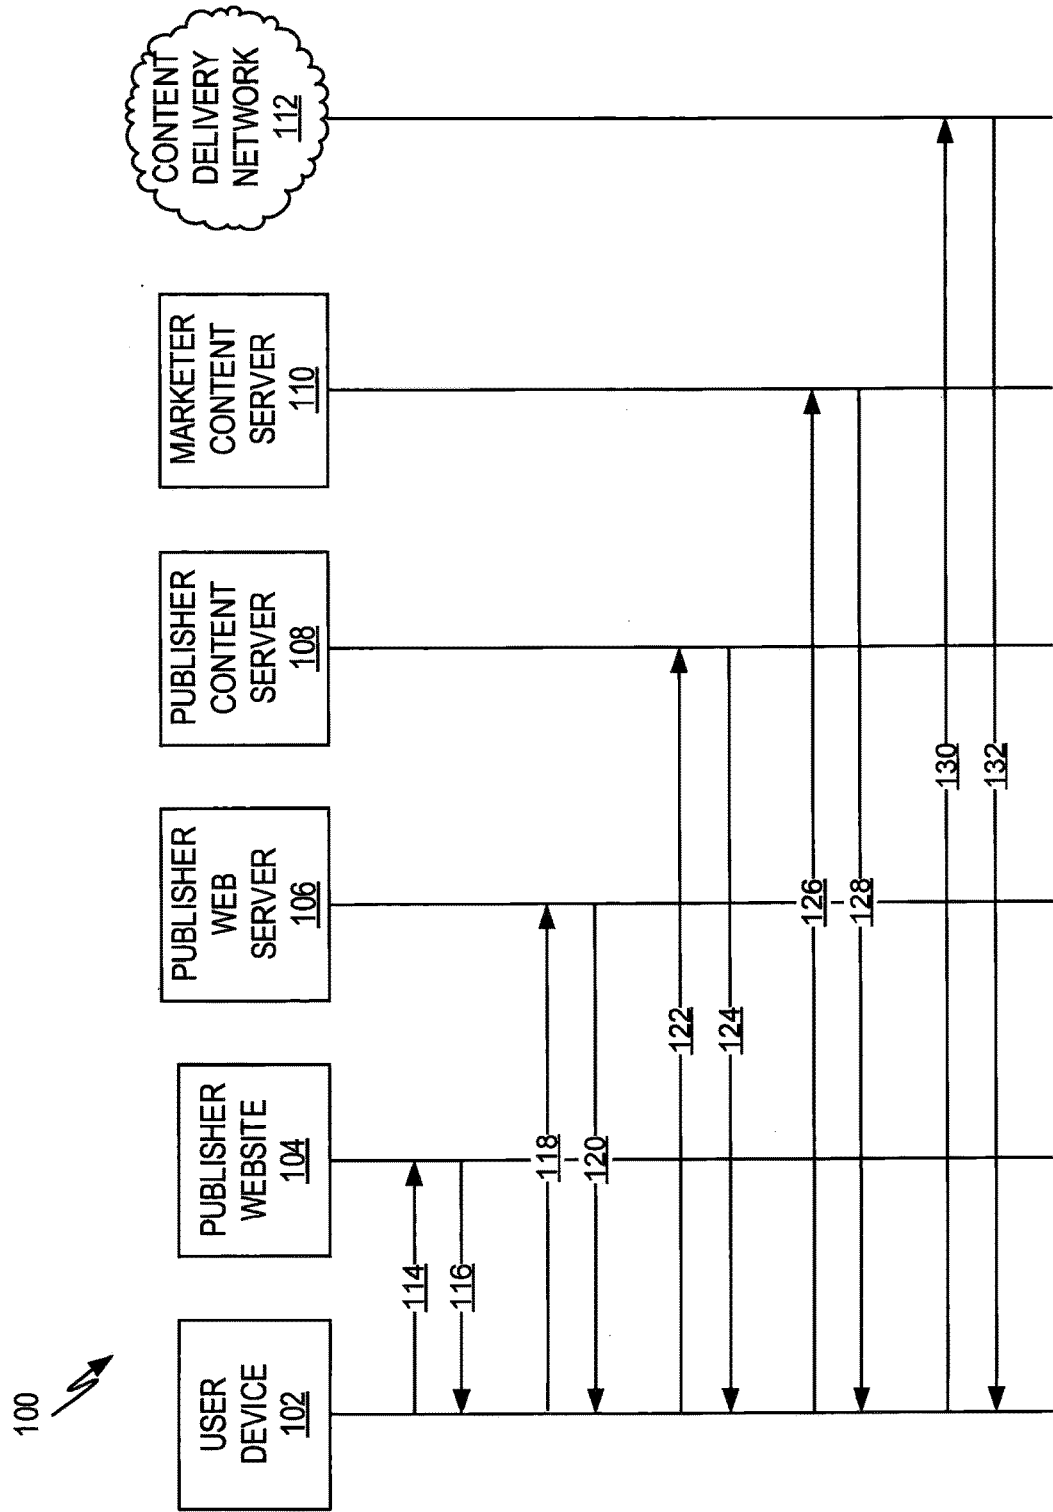 100
USER
DEVICE
102
PUBLISHER
WEBSITE
104
PUBLISHER
WEB
SERVER
106
PUBLISHER
CONTENT
SERVER
108
MARKETER
CONTENT
SERVER
110
CONTENT
DELIVERY
NETWORK
112
114
116
118
120
122
124
126
128
130
132